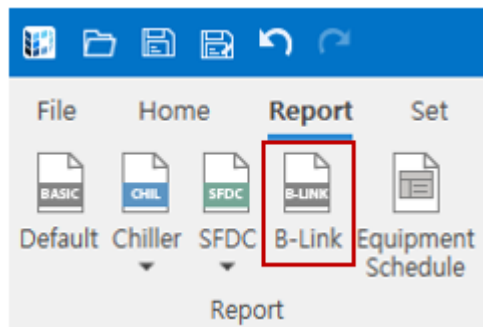 File Home Report Set
BASIC CHIL SFDC B-LINK
Default Chiller SFDC B-Link Equipment
Schedule
Report